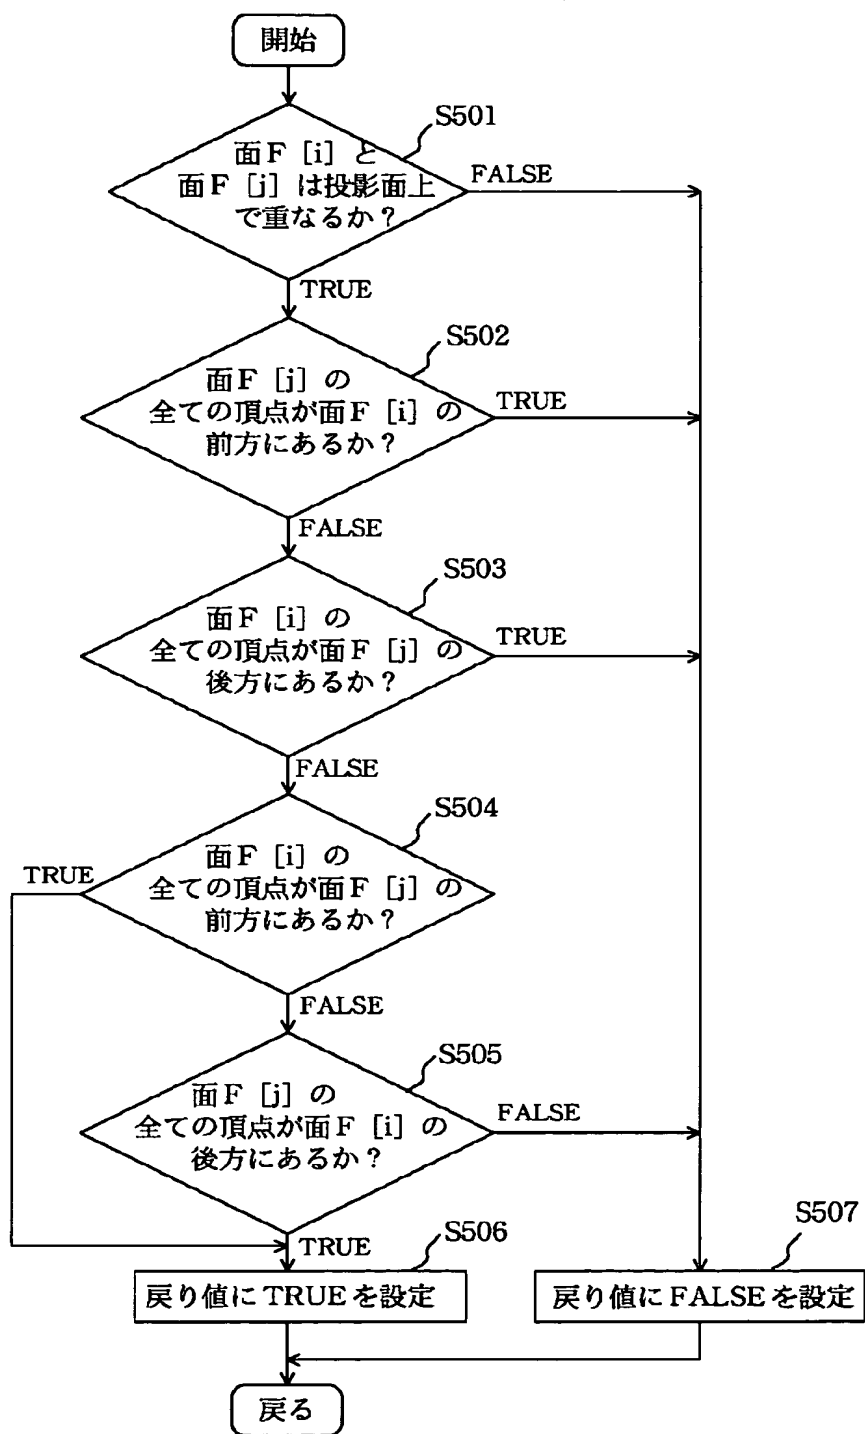 開始
S501
面F [i] と
面F [j] は投影面上
で重なるか？
FALSE
TRUE
S502
面F [j] の
全ての頂点が面F [i] の
前方にあるか？
TRUE
FALSE
S503
面F [i] の
全ての頂点が面F [j] の
後方にあるか？
TRUE
FALSE
S504
面F [i] の
全ての頂点が面F [j] の
前方にあるか？
TRUE
FALSE
S505
面F [j] の
全ての頂点が面F [i] の
後方にあるか？
FALSE
TRUE
S506
戻り値にTRUEを設定
S507
戻り値にFALSEを設定
戻る